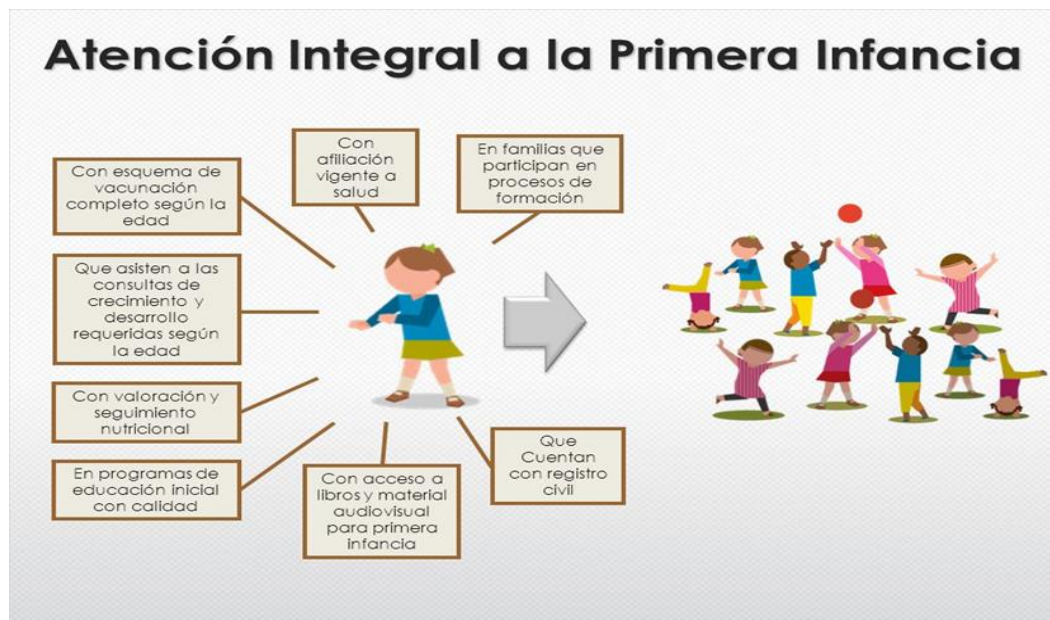 Atención Integral a la Primera Infancia
Con esquema de
vacunación
completo según la
edad
Con
afiliación
vigente a
salud
En familias que
participan en
procesos de
formación
Que asisten a las
consultas de
crecimiento y
desarrollo
requeridas según
la edad
Con valoración y
seguimiento
nutricional
En programas de
educación inicial
con calidad
Con acceso a
libros y material
audiovisual
para primera
infancia
Que
Cuentan
con registro
civil